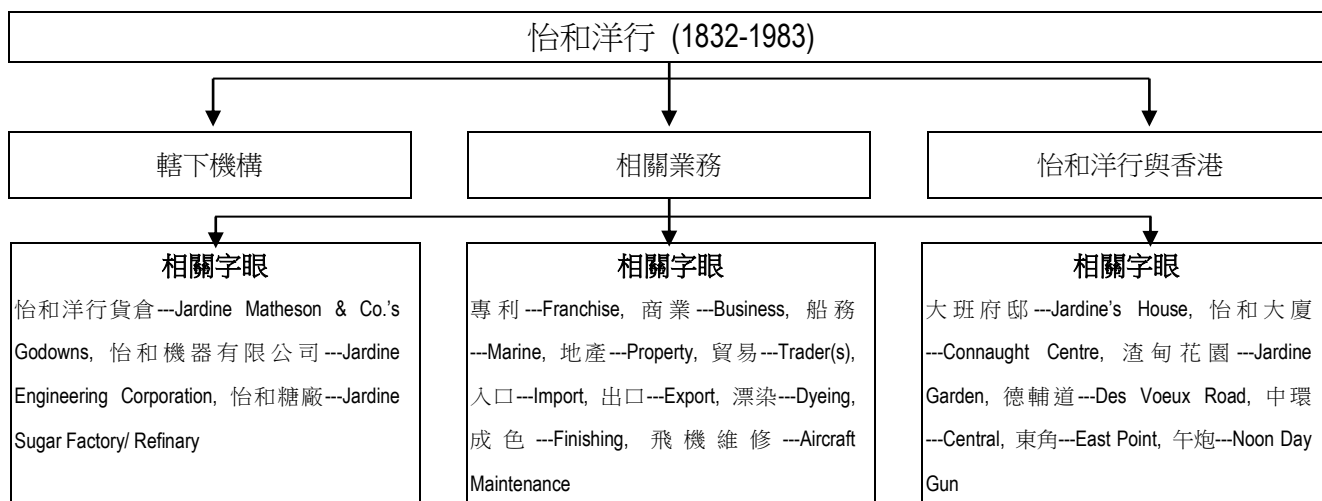 怡和洋行 (1832-1983)
轄下機構
相關業務
怡和洋行與香港
相關字眼
怡和洋行貨倉---Jardine Matheson & Co.'s
Godowns, 怡和機器有限公司---Jardine
Engineering Corporation, 怡和糖廠---Jardine
Sugar Factory/ Refinary
相關字眼
專利---Franchise, 商業---Business, 船務
---Marine, 地產---Property, 貿易---Trader(s),
入口---Import, 出口---Export, 漂染---Dyeing,
成色---Finishing, 飛機維修---Aircraft
Maintenance
相關字眼
大班府邸---Jardine's House, 怡和大廈
---Connaught Centre, 渣甸花園---Jardine
Garden, 德輔道---Des Voeux Road, 中環
---Central, 東角---East Point, 午炮---Noon Day
Gun